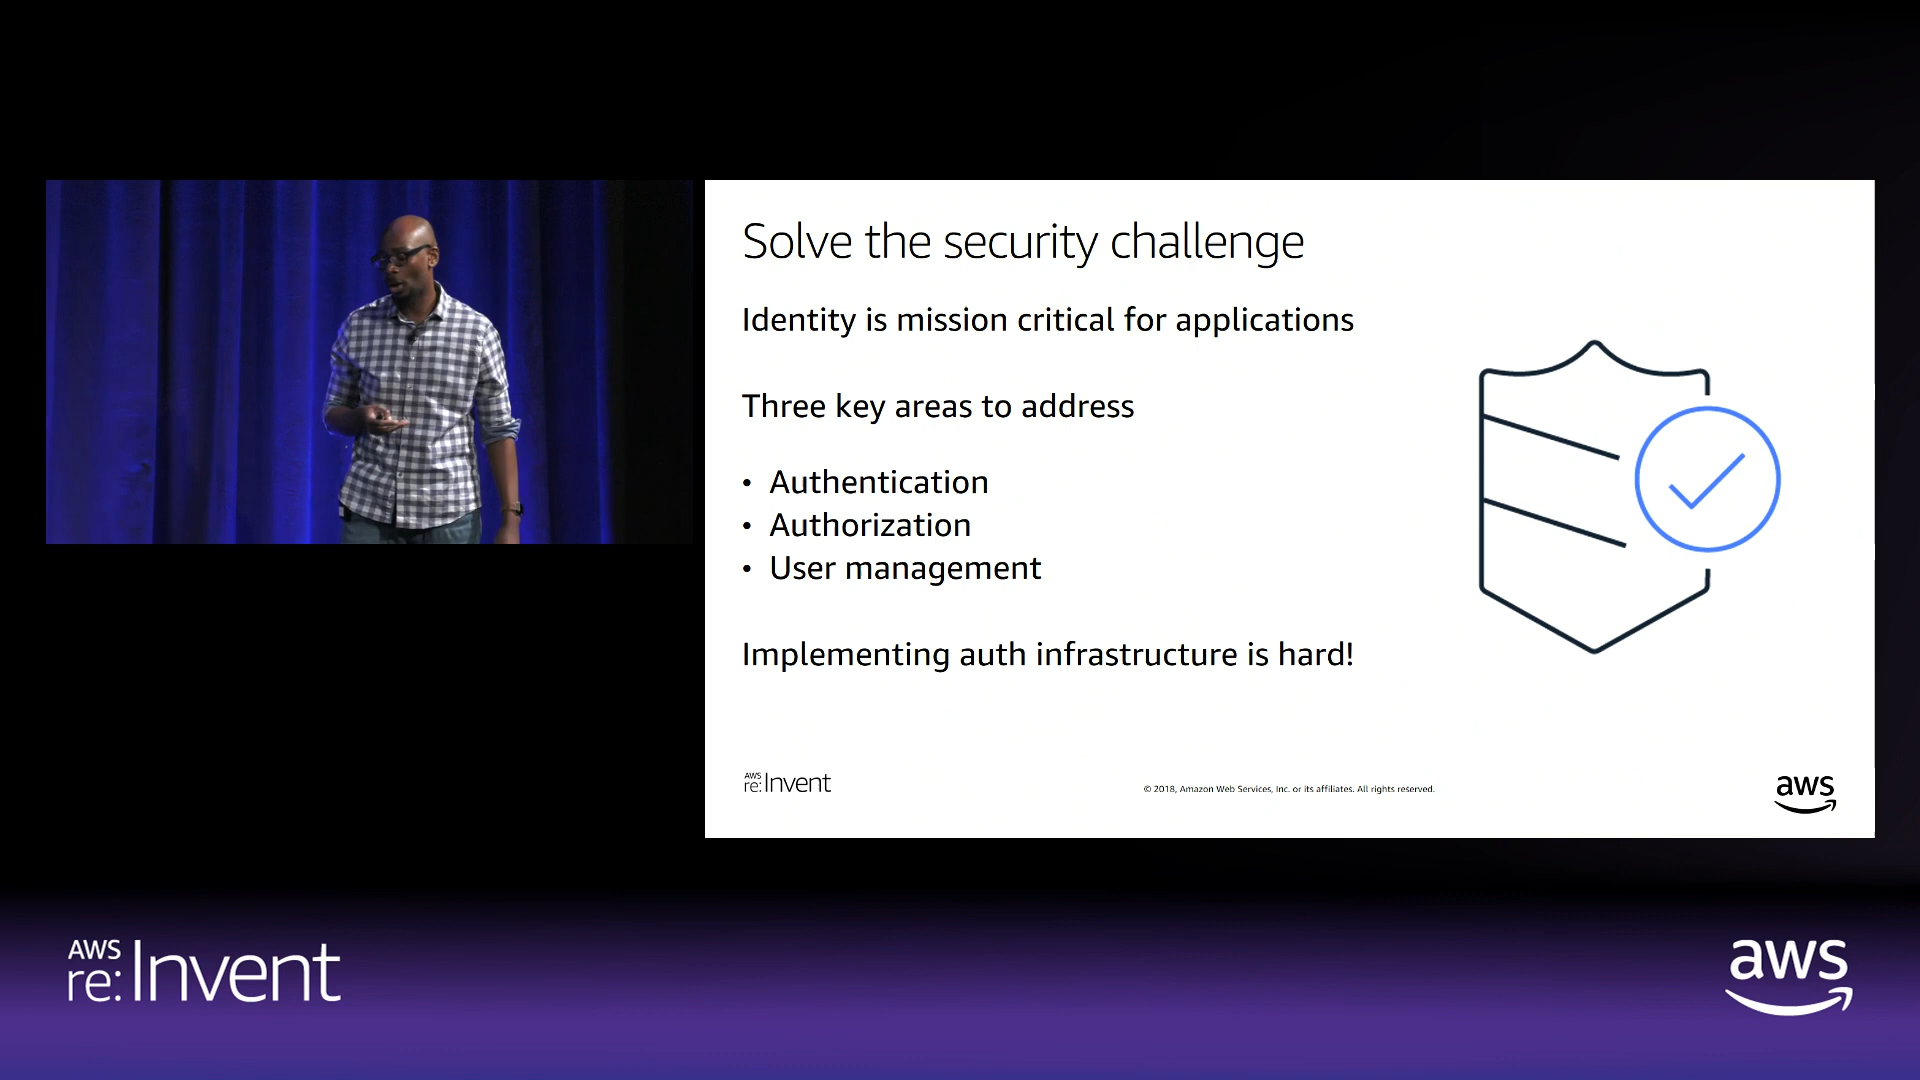 Solve the security challenge
Identity is mission critical for applications
Three key areas to address
• Authentication
• Authorization
• User management
Implementing auth infrastructure is hard!
AWS
re:Invent
© 2018, Amazon Web Services, Inc. or its affiliates. All rights reserved.
aws
AWS
re:Invent
aws